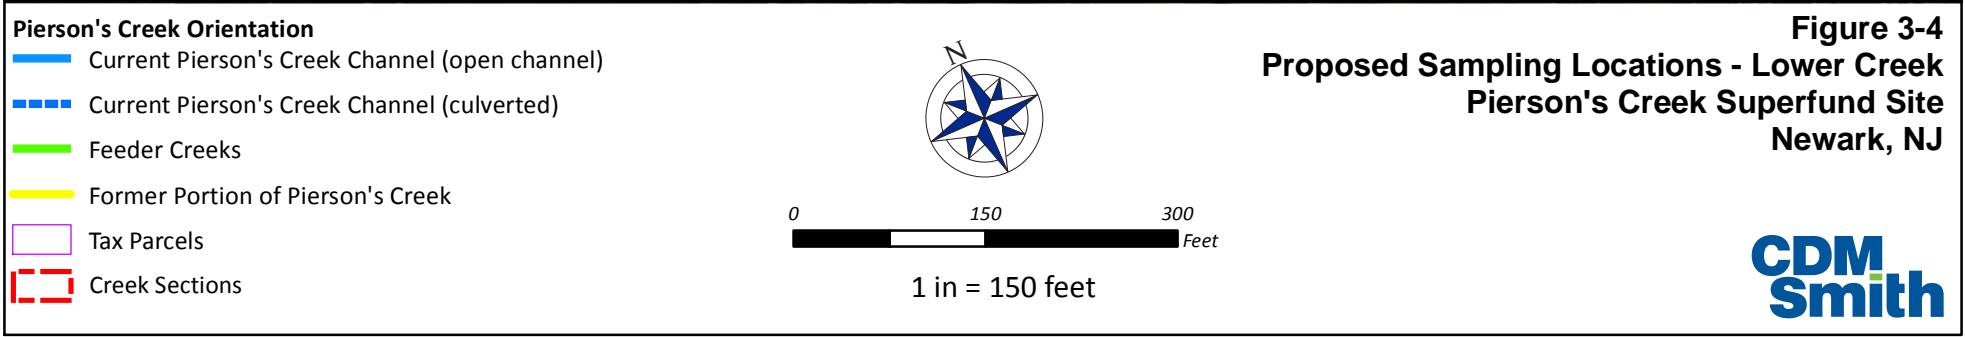 Pierson's Creek Orientation
Current Pierson's Creek Channel (open channel)
Current Pierson's Creek Channel (culverted)
Feeder Creeks
Former Portion of Pierson's Creek
Tax Parcels
Creek Sections
N
0 150 300
Feet
1 in = 150 feet
Figure 3-4
Proposed Sampling Locations - Lower Creek
Pierson's Creek Superfund Site
Newark, NJ
CDM
Smith